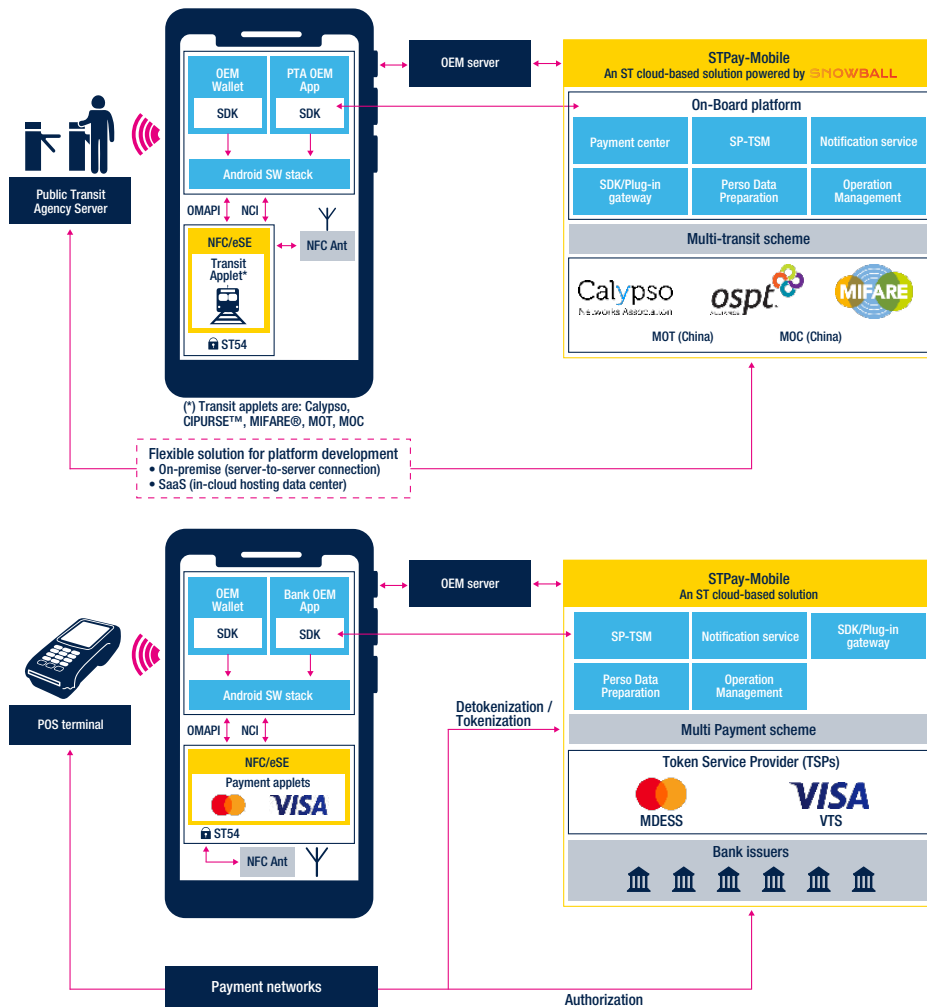 OEM server
STPay-Mobile
An ST cloud-based solution powered by SNOWBALL
OEM
Wallet
SDK
PTA OEM
App
SDK
Android SW stack
OMAPI
NCI
NFC/eSE
Transit
Applet*
ST54
NFC Ant
Public Transit
Agency Server
On-Board platform
Payment center
SP-TSM
Notification service
SDK/Plug-in
gateway
Perso Data
Preparation
Operation
Management
Multi-transit scheme
Calypso
Networks Association
ospt
ALLIANCE
MIFARE
MOT (China)
MOC (China)
(*) Transit applets are: Calypso,
CIPURSE™, MIFARE®, MOT, MOC
Flexible solution for platform development
• On-premise (server-to-server connection)
• SaaS (in-cloud hosting data center)
OEM server
STPay-Mobile
An ST cloud-based solution
OEM
Wallet
SDK
Bank OEM
App
SDK
Android SW stack
OMAPI
NCI
NFC/eSE
Payment applets
VISA
ST54
NFC Ant
POS terminal
SP-TSM
Notification service
SDK/Plug-in
gateway
Perso Data
Preparation
Operation
Management
Detokenization /
Tokenization
Multi Payment scheme
Token Service Provider (TSPs)
VISA
MDESS
VTS
Bank issuers
Payment networks
Authorization